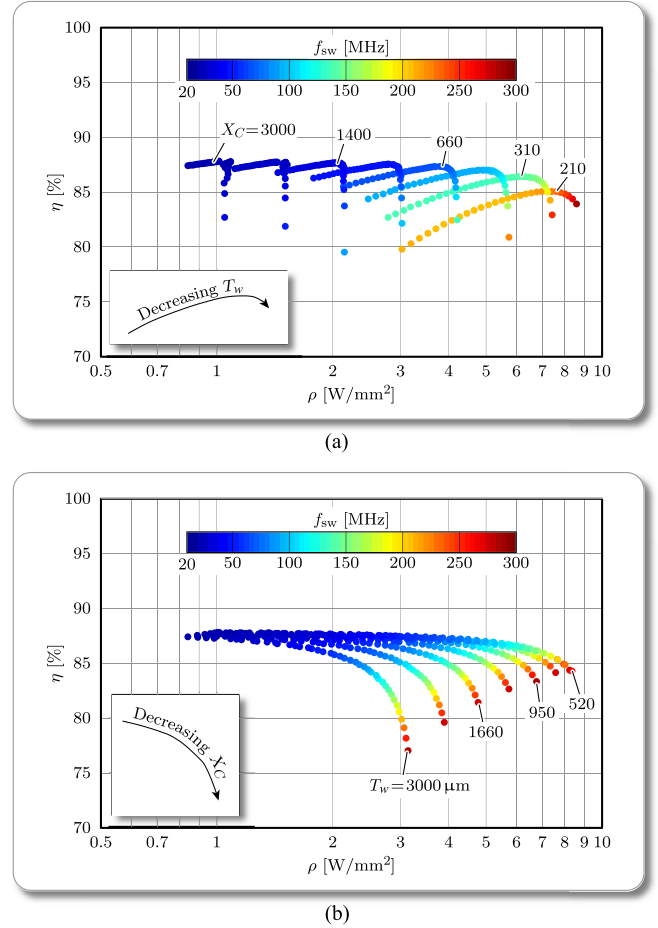 100
95
90
85
80
75
70
η [%]
f_sw [MHz]
20 50 100 150 200 250 300
X_C=3000
1400
660
310
210
Decreasing T_w
0.5 0.7 1 2 3 4 5 6 7 8 9 10
ρ [W/mm²]
(a)
100
95
90
85
80
75
70
η [%]
f_sw [MHz]
20 50 100 150 200 250 300
Decreasing X_C
520
950
1660
T_w=3000 μm
0.5 0.7 1 2 3 4 5 6 7 8 9 10
ρ [W/mm²]
(b)